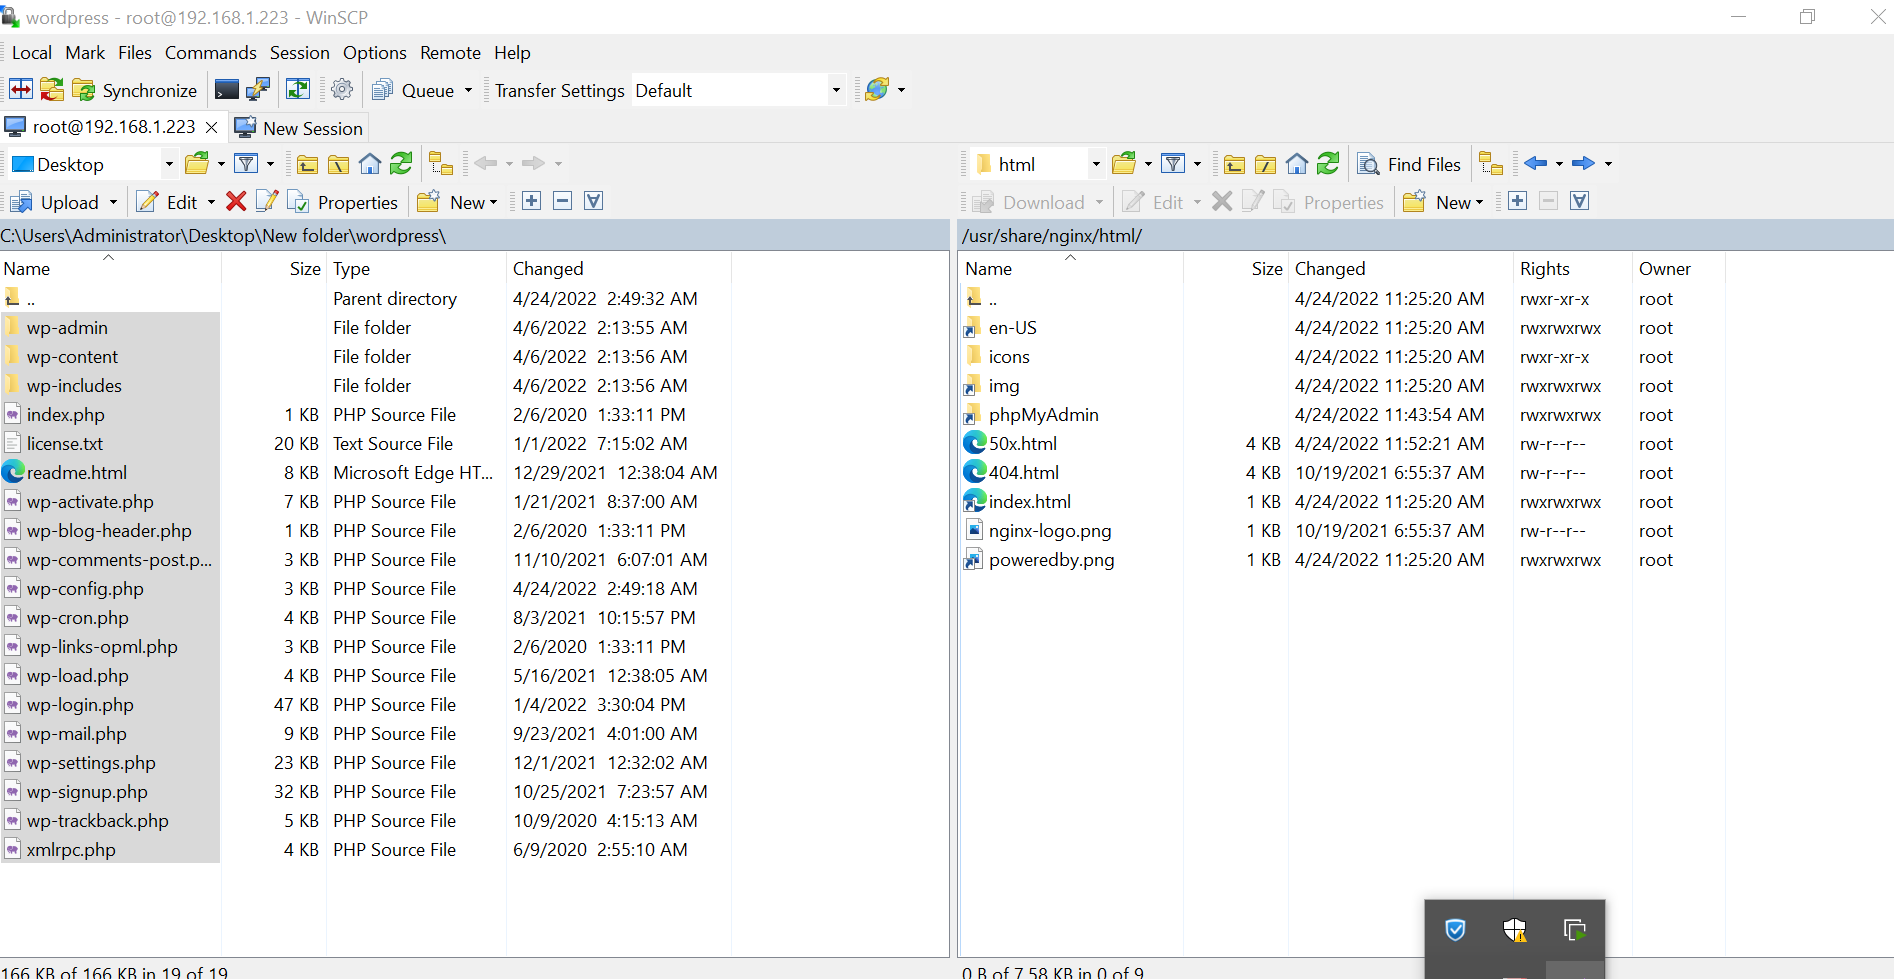 wordpress - root@192.168.1.223 - WinSCP
Local Mark Files Commands Session Options Remote Help
Synchronize Queue Transfer Settings Default
root@192.168.1.223 New Session
Desktop html Find Files
Upload Edit Properties New Download Edit Properties New
C:\Users\Administrator\Desktop\New folder\wordpress\ /usr/share/nginx/html/
Name Size Type Changed
.. Parent directory 4/24/2022 2:49:32 AM
wp-admin File folder 4/6/2022 2:13:55 AM
wp-content File folder 4/6/2022 2:13:56 AM
wp-includes File folder 4/6/2022 2:13:56 AM
index.php 1 KB PHP Source File 2/6/2020 1:33:11 PM
license.txt 20 KB Text Source File 1/1/2022 7:15:02 AM
readme.html 8 KB Microsoft Edge HT... 12/29/2021 12:38:04 AM
wp-activate.php 7 KB PHP Source File 1/21/2021 8:37:00 AM
wp-blog-header.php 1 KB PHP Source File 2/6/2020 1:33:11 PM
wp-comments-post.p... 3 KB PHP Source File 11/10/2021 6:07:01 AM
wp-config.php 3 KB PHP Source File 4/24/2022 2:49:18 AM
wp-cron.php 4 KB PHP Source File 8/3/2021 10:15:57 PM
wp-links-opml.php 3 KB PHP Source File 2/6/2020 1:33:11 PM
wp-load.php 4 KB PHP Source File 5/16/2021 12:38:05 AM
wp-login.php 47 KB PHP Source File 1/4/2022 3:30:04 PM
wp-mail.php 9 KB PHP Source File 9/23/2021 4:01:00 AM
wp-settings.php 23 KB PHP Source File 12/1/2021 12:32:02 AM
wp-signup.php 32 KB PHP Source File 10/25/2021 7:23:57 AM
wp-trackback.php 5 KB PHP Source File 10/9/2020 4:15:13 AM
xmlrpc.php 4 KB PHP Source File 6/9/2020 2:55:10 AM
166 KB of 166 KB in 19 of 19
Name Size Changed Rights Owner
.. 4/24/2022 11:25:20 AM rwxr-xr-x root
en-US 4/24/2022 11:25:20 AM rwxrwxrwx root
icons 4/24/2022 11:25:20 AM rwxr-xr-x root
img 4/24/2022 11:25:20 AM rwxrwxrwx root
phpMyAdmin 4/24/2022 11:43:54 AM rwxrwxrwx root
50x.html 4 KB 4/24/2022 11:52:21 AM rw-r--r-- root
404.html 4 KB 10/19/2021 6:55:37 AM rw-r--r-- root
index.html 1 KB 4/24/2022 11:25:20 AM rwxrwxrwx root
nginx-logo.png 1 KB 10/19/2021 6:55:37 AM rw-r--r-- root
poweredby.png 1 KB 4/24/2022 11:25:20 AM rwxrwxrwx root
0 B of 7.58 KB in 0 of 9